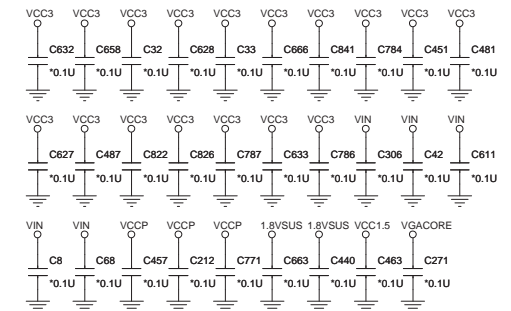 VCC3 VCC3 VCC3 VCC3 VCC3 VCC3 VCC3 VCC3 VCC3 VCC3
C632 C658 C32 C628 C33 C666 C841 C784 C451 C481
*0.1U *0.1U *0.1U *0.1U *0.1U *0.1U *0.1U *0.1U *0.1U *0.1U
VCC3 VCC3 VCC3 VCC3 VCC3 VCC3 VCC3 VIN VIN VIN
C627 C487 C822 C826 C787 C633 C786 C306 C42 C611
*0.1U *0.1U *0.1U *0.1U *0.1U *0.1U *0.1U *0.1U *0.1U *0.1U
VIN VIN VCCP VCCP VCCP 1.8VSUS 1.8VSUS VCC1.5 VGACORE
C8 C68 C457 C212 C771 C663 C440 C463 C271
*0.1U *0.1U *0.1U *0.1U *0.1U *0.1U *0.1U *0.1U *0.1U